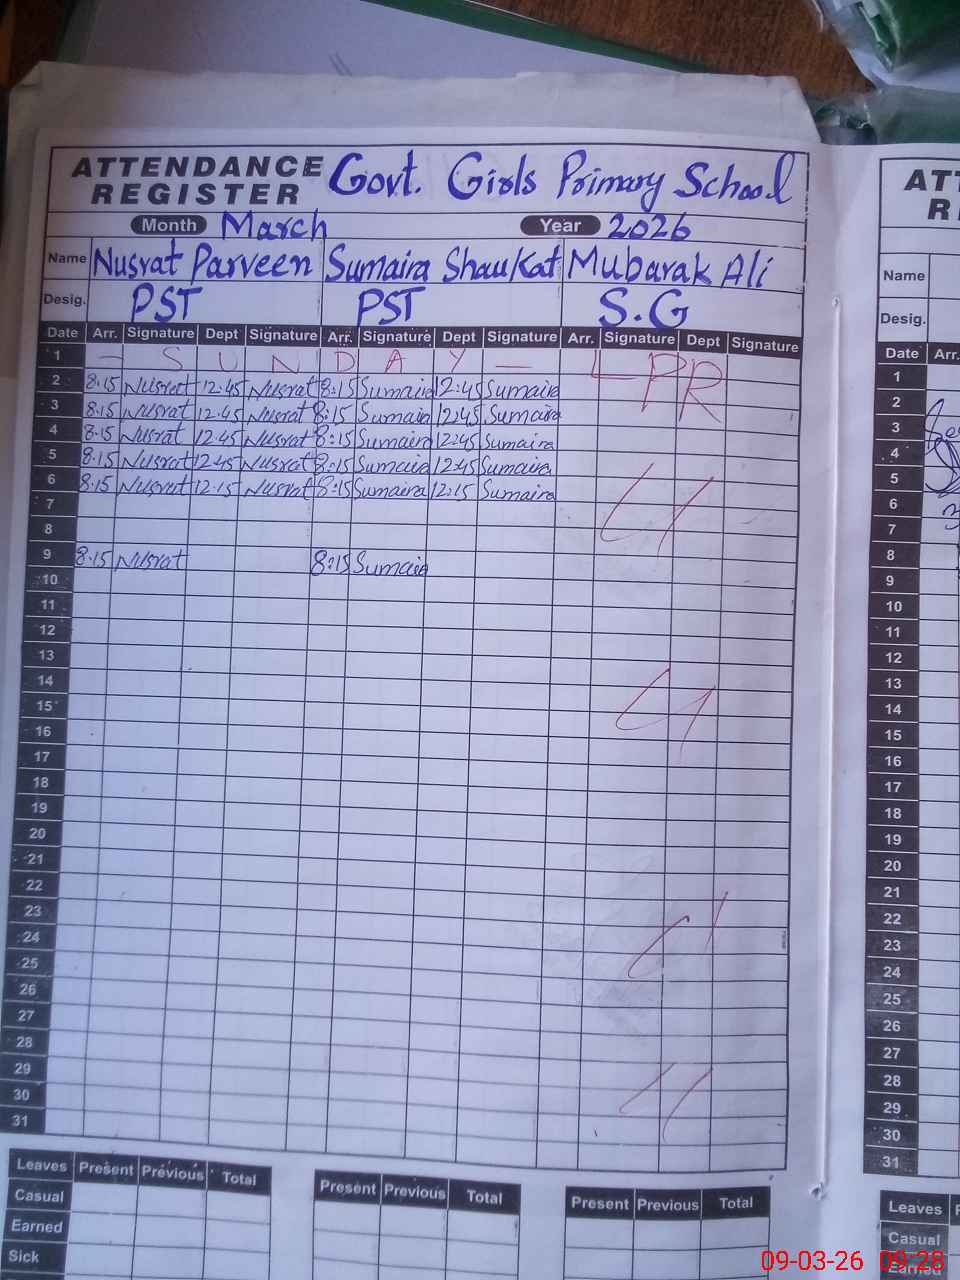 ATTENDANCE REGISTER Govt. Girls Primary School
Month March Year 2026
Name Nusrat Parveen Sumaira Shaukat Mubarak Ali
Desig. PST PST S.G
Date Arr. Signature Dept Signature Arr. Signature Dept Signature Arr. Signature Dept Signature
1 – S U N D A Y – LPR
2 8:15 Nusrat 12:45 Nusrat 8:15 Sumaira 12:45 Sumaira
3 8:15 Nusrat 12:45 Nusrat 8:15 Sumaira 12:45 Sumaira
4 8:15 Nusrat 12:45 Nusrat 8:15 Sumaira 12:45 Sumaira
5 8:15 Nusrat 12:45 Nusrat 8:15 Sumaira 12:45 Sumaira
6 8:15 Nusrat 12:15 Nusrat 8:15 Sumaira 12:15 Sumaira
7
8
9 8:15 Nusrat 8:15 Sumaira
10
11
12
13
14
15
16
17
18
19
20
21
22
23
24
25
26
27
28
29
30
31
Leaves Present Previous Total Present Previous Total Present Previous Total
Casual
Earned
Sick
ATT
R
Name
Desig.
Date Arr.
1
2
3
4
5
6
7
8
9
10
11
12
13
14
15
16
17
18
19
20
21
22
23
24
25
26
27
28
29
30
31
Leaves P
Casual
Earned
09-03-26 09:28